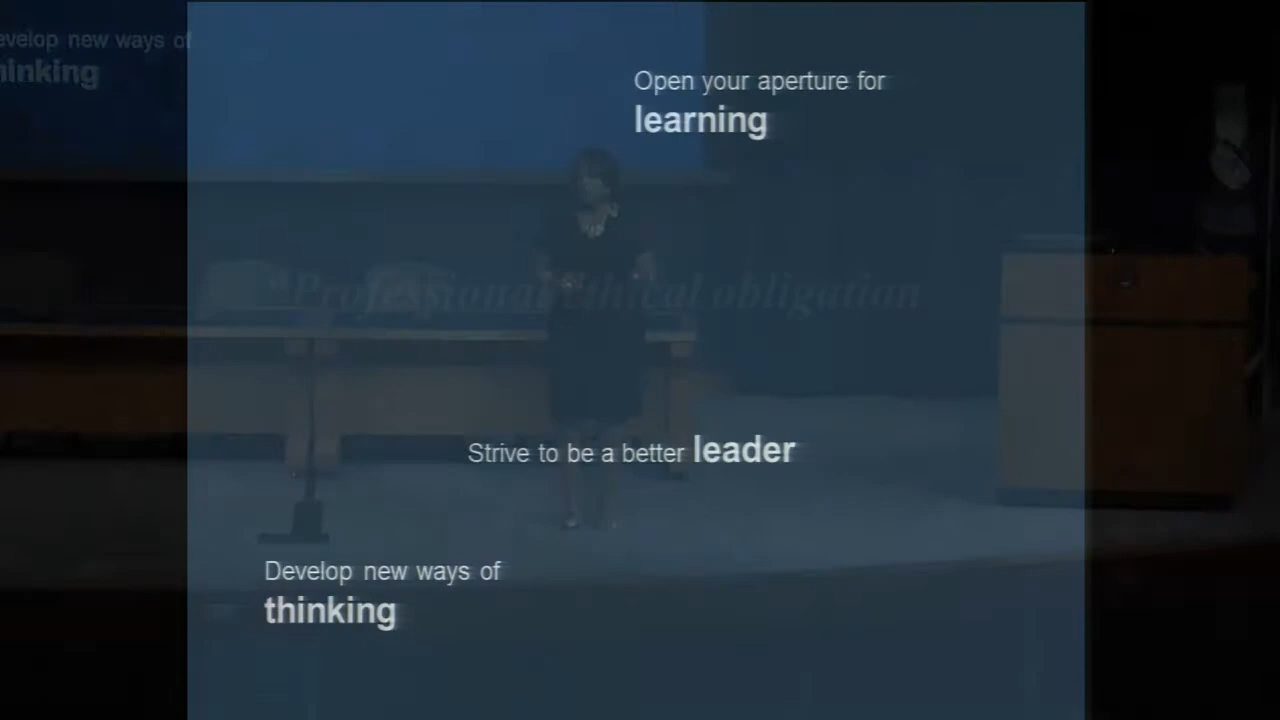 evelop new ways of
hinking
Open your aperture for
learning
"Professional ethical obligation
Strive to be a better leader
Develop new ways of
thinking